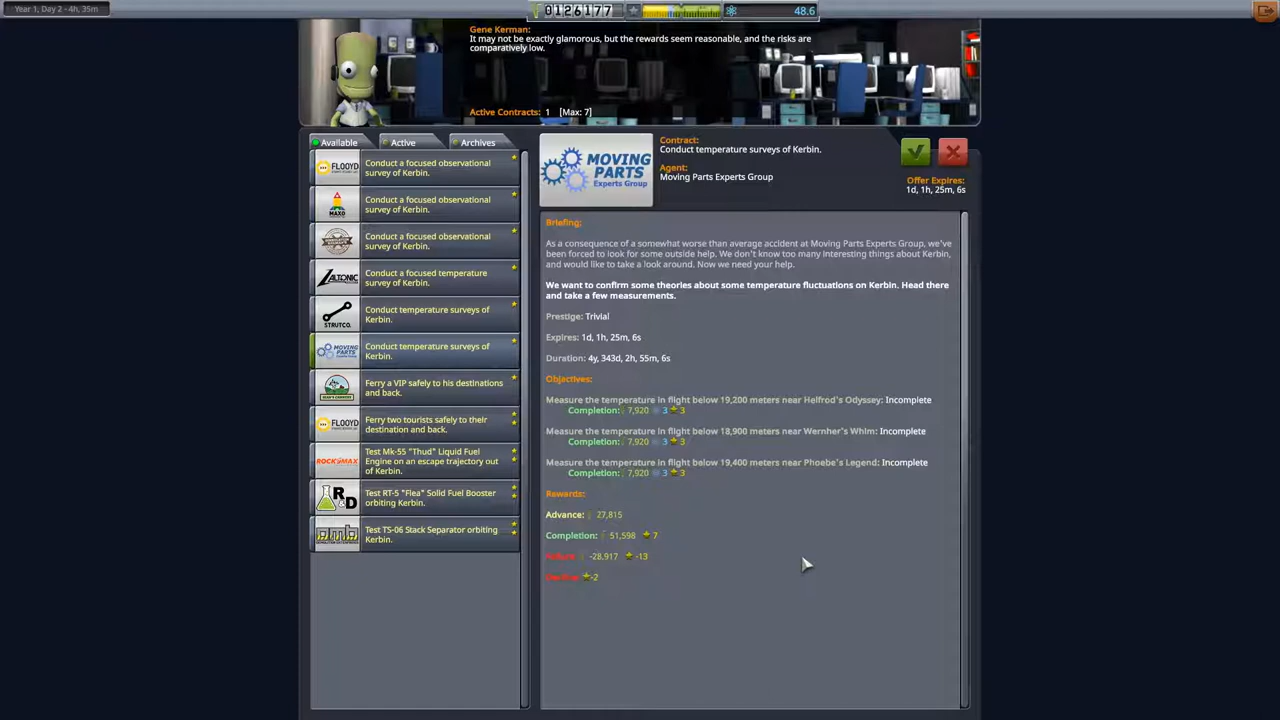 Year 1, Day 2 - 4h, 35m
0126177
48.6
Gene Kerman:
It may not be exactly glamorous, but the rewards seem reasonable, and the risks are
comparatively low.
Active Contracts: 1 [Max: 7]
Available
Active
Archives
FLOOYD
Conduct a focused observational
survey of Kerbin.
MAXO
Conduct a focused observational
survey of Kerbin.
Conduct a focused observational
survey of Kerbin.
Conduct a focused temperature
survey of Kerbin.
STRUTCO.
Conduct temperature surveys of
Kerbin.
MOVING
PARTS
Conduct temperature surveys of
Kerbin.
Ferry a VIP safely to his destinations
and back.
FLOOYD
Ferry two tourists safely to their
destination and back.
ROCKOMAX
Test Mk-55 "Thud" Liquid Fuel
Engine on an escape trajectory out
of Kerbin.
R&D
Test RT-5 "Flea" Solid Fuel Booster
orbiting Kerbin.
Test TS-06 Stack Separator orbiting
Kerbin.
MOVING
PARTS
Experts Group
Contract:
Conduct temperature surveys of Kerbin.
Agent:
Moving Parts Experts Group
Offer Expires:
1d, 1h, 25m, 6s
Briefing:
As a consequence of a somewhat worse than average accident at Moving Parts Experts Group, we've
been forced to look for some outside help. We don't know too many interesting things about Kerbin,
and would like to take a look around. Now we need your help.
We want to confirm some theories about some temperature fluctuations on Kerbin. Head there
and take a few measurements.
Prestige: Trivial
Expires: 1d, 1h, 25m, 6s
Duration: 4y, 343d, 2h, 55m, 6s
Objectives:
Measure the temperature in flight below 19,200 meters near Helfrod's Odyssey: Incomplete
Completion: 7,920 3 3
Measure the temperature in flight below 18,900 meters near Wernher's Whim: Incomplete
Completion: 7,920 3 3
Measure the temperature in flight below 19,400 meters near Phoebe's Legend: Incomplete
Completion: 7,920 3 3
Rewards:
Advance: 27,815
Completion: 51,598 7
Failure: -28,917 -13
Decline: -2